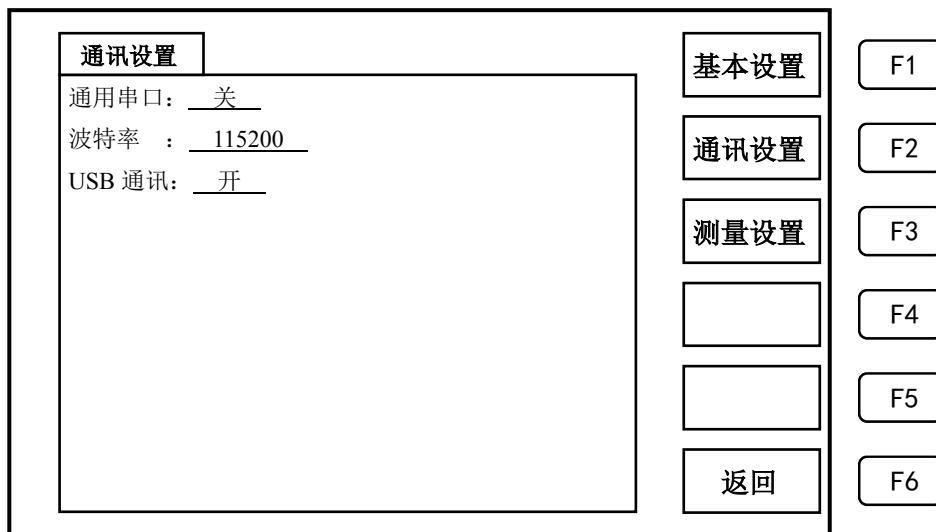 通讯设置
通用串口： 关
波特率 ： 115200
USB 通讯： 开
基本设置
F1
通讯设置
F2
测量设置
F3
F4
F5
返回
F6